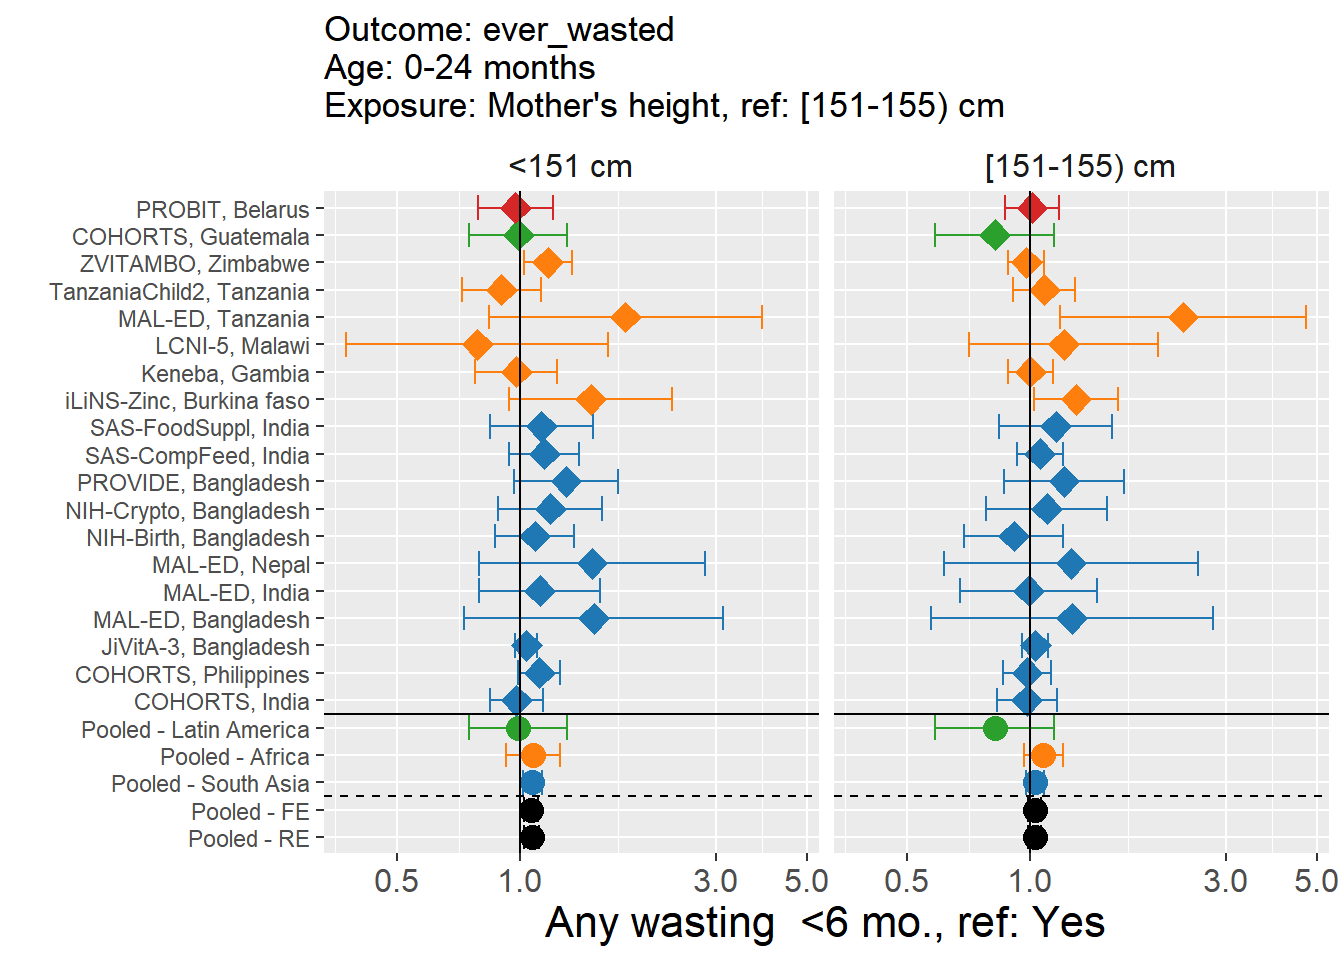 Outcome: ever_wasted
Age: 0-24 months
Exposure: Mother's height, ref: [151-155) cm
<151 cm
[151-155) cm
PROBIT, Belarus
COHORTS, Guatemala
ZVITAMBO, Zimbabwe
TanzaniaChild2, Tanzania
MAL-ED, Tanzania
LCNI-5, Malawi
Keneba, Gambia
iLiNS-Zinc, Burkina faso
SAS-FoodSuppl, India
SAS-CompFeed, India
PROVIDE, Bangladesh
NIH-Crypto, Bangladesh
NIH-Birth, Bangladesh
MAL-ED, Nepal
MAL-ED, India
MAL-ED, Bangladesh
JiVitA-3, Bangladesh
COHORTS, Philippines
COHORTS, India
Pooled - Latin America
Pooled - Africa
Pooled - South Asia
Pooled - FE
Pooled - RE
0.5 1.0 3.0 5.0
0.5 1.0 3.0 5.0
Any wasting  <6 mo., ref: Yes